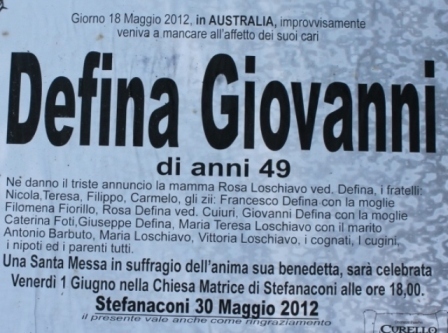 Giorno 18 Maggio 2012, in AUSTRALIA, improvvisamente
veniva a mancare all'affetto dei suoi cari
Defina Giovanni
di anni 49
Ne danno il triste annuncio la mamma Rosa Loschiavo ved. Defina, i fratelli:
Nicola,Teresa, Filippo, Carmelo, gli zii: Francesco Defina con la moglie
Filomena Fiorillo, Rosa Defina ved. Cuiuri, Giovanni Defina con la moglie
Caterina Foti,Giuseppe Defina, Maria Teresa Loschiavo con il marito
Antonio Barbuto, Maria Loschiavo, Vittoria Loschiavo, i cognati, I cugini,
i nipoti ed i parenti tutti.
Una Santa Messa in suffragio dell'anima sua benedetta, sarà celebrata
Venerdi 1 Giugno nella Chiesa Matrice di Stefanaconi alle ore 18,00.
Stefanaconi 30 Maggio 2012
il presente vale anche come ringraziamento
CURELLO